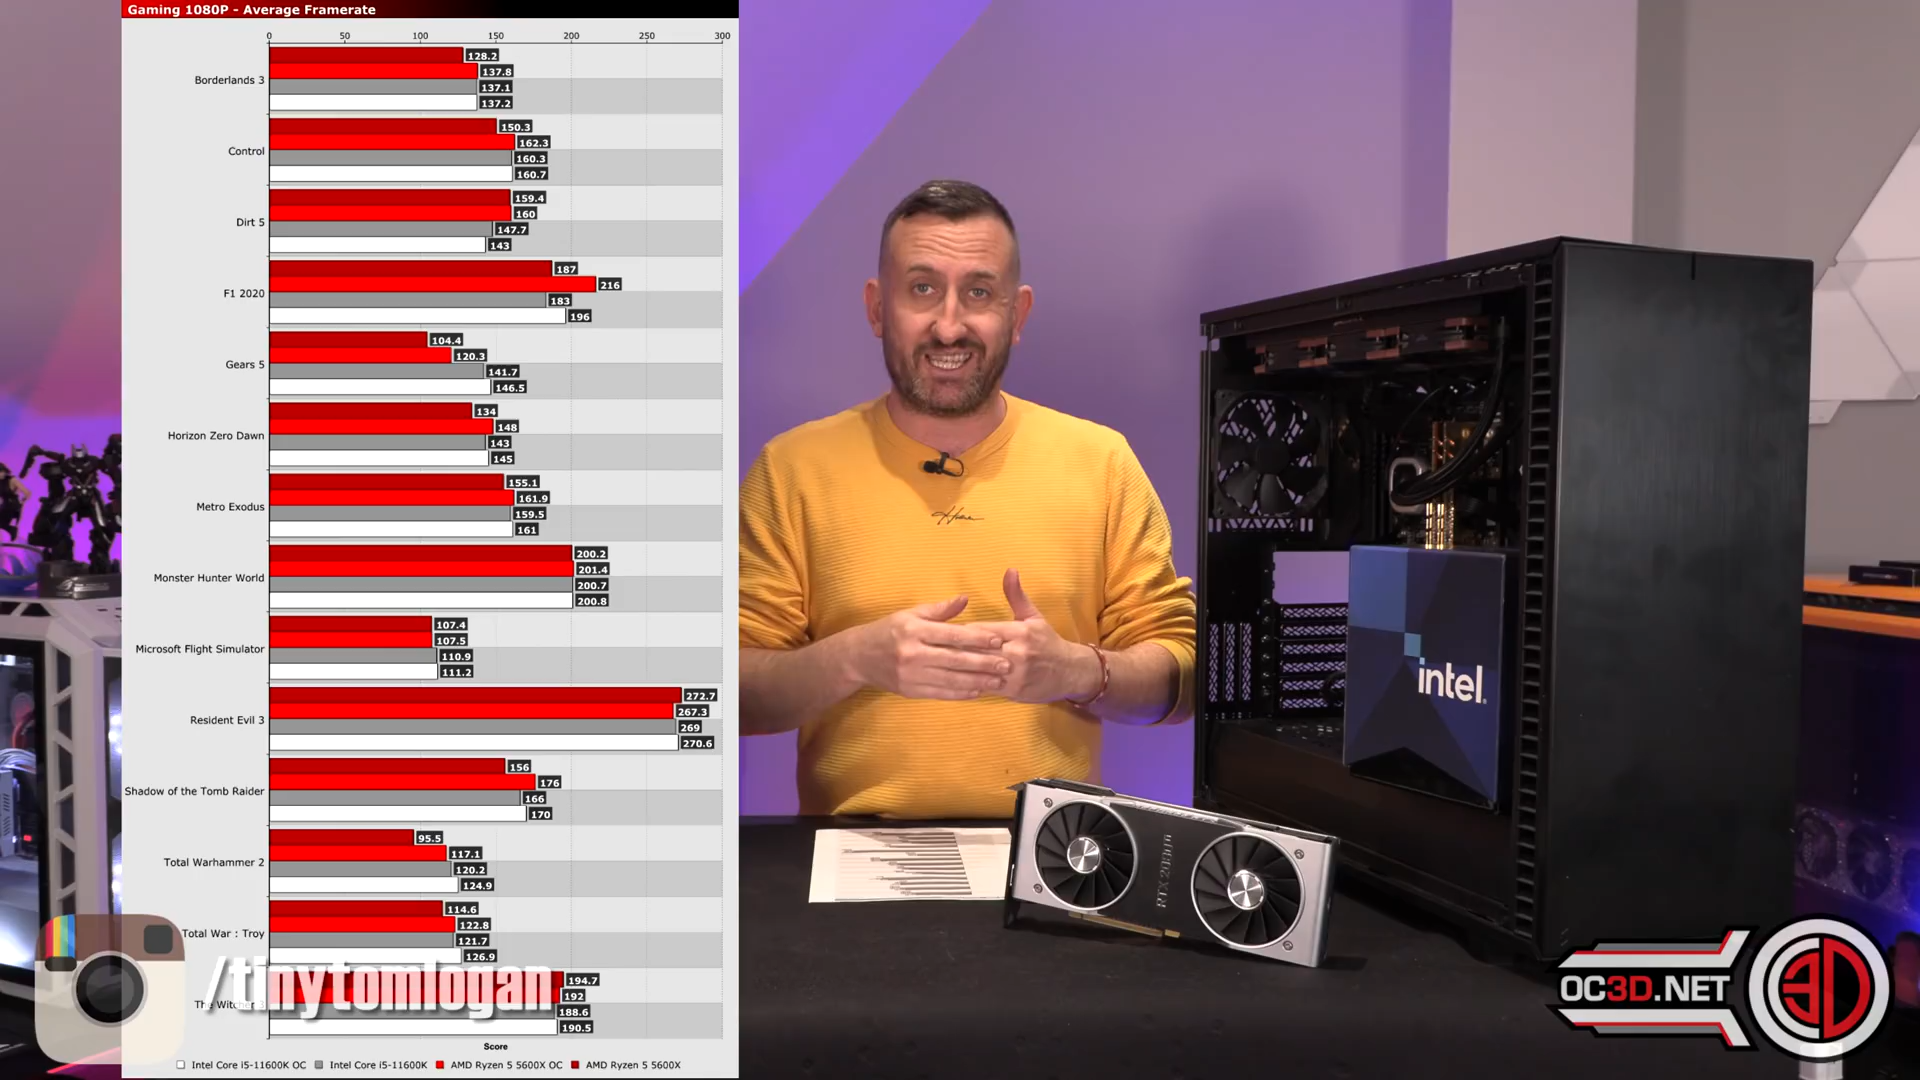 Gaming 1080P - Average Framerate
0 50 100 150 200 250 300
Borderlands 3
128.2
137.8
137.1
137.2
Control
150.3
162.3
160.3
160.7
Dirt 5
159.4
160
147.7
143
F1 2020
187
216
183
196
Gears 5
104.4
120.3
141.7
146.5
Horizon Zero Dawn
134
148
143
145
Metro Exodus
155.1
161.9
159.5
161
Monster Hunter World
200.2
201.4
200.7
200.8
Microsoft Flight Simulator
107.4
107.5
110.9
111.2
Resident Evil 3
272.7
267.3
269
270.6
Shadow of the Tomb Raider
156
176
166
170
Total Warhammer 2
95.5
117.1
120.2
124.9
Total War : Troy
114.6
122.8
121.7
126.9
The Witcher 3
194.7
192
188.6
190.5
Score
Intel Core i5-11600K OC Intel Core i5-11600K AMD Ryzen 5 5600X OC AMD Ryzen 5 5600X
/tinytomlogan
intel.
RTX 2080 Ti
OC3D.NET
3D